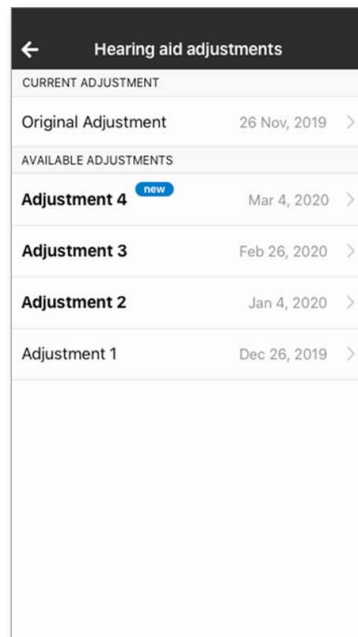 Hearing aid adjustments
CURRENT ADJUSTMENT
Original Adjustment 26 Nov, 2019
AVAILABLE ADJUSTMENTS
Adjustment 4 new Mar 4, 2020
Adjustment 3 Feb 26, 2020
Adjustment 2 Jan 4, 2020
Adjustment 1 Dec 26, 2019